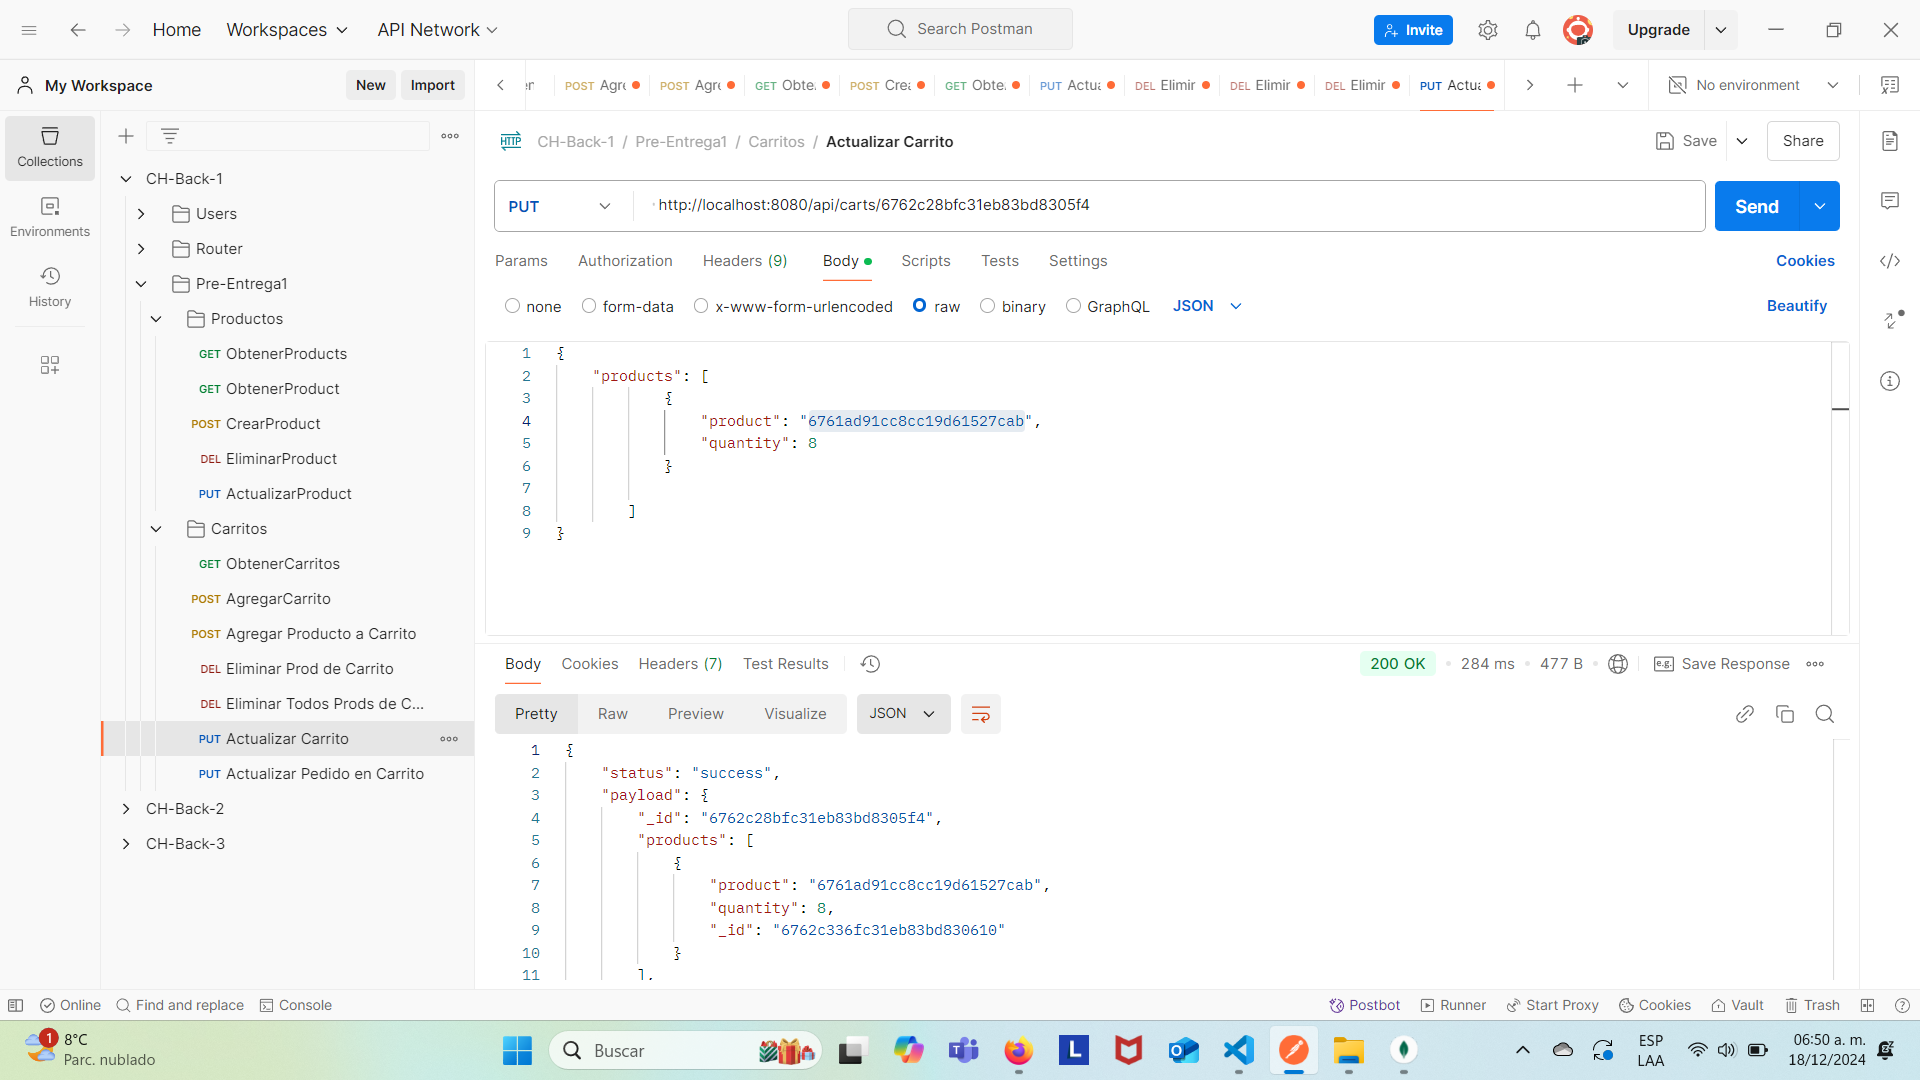 Home
Workspaces
API Network
Search Postman
Invite
Upgrade
My Workspace
New
Import
POST Agre
POST Agre
GET Obte
POST Crea
GET Obte
PUT Actua
DEL Elimir
DEL Elimir
DEL Elimir
PUT Actua
No environment
Collections
Environments
History
CH-Back-1
Users
Router
Pre-Entrega1
Productos
GET ObtenerProducts
GET ObtenerProduct
POST CrearProduct
DEL EliminarProduct
PUT ActualizarProduct
Carritos
GET ObtenerCarritos
POST AgregarCarrito
POST Agregar Producto a Carrito
DEL Eliminar Prod de Carrito
DEL Eliminar Todos Prods de C...
PUT Actualizar Carrito
PUT Actualizar Pedido en Carrito
CH-Back-2
CH-Back-3
HTTP CH-Back-1 / Pre-Entrega1 / Carritos / Actualizar Carrito
Save
Share
PUT
http://localhost:8080/api/carts/6762c28bfc31eb83bd8305f4
Send
Params Authorization Headers (9) Body Scripts Tests Settings
Cookies
none form-data x-www-form-urlencoded raw binary GraphQL JSON
Beautify
1 {
2 "products": [
3 {
4 "product": "6761ad91cc8cc19d61527cab",
5 "quantity": 8
6 }
7
8 ]
9 }
Body Cookies Headers (7) Test Results
200 OK 284 ms 477 B e.g. Save Response
Pretty Raw Preview Visualize JSON
1 {
2 "status": "success",
3 "payload": {
4 "_id": "6762c28bfc31eb83bd8305f4",
5 "products": [
6 {
7 "product": "6761ad91cc8cc19d61527cab",
8 "quantity": 8,
9 "_id": "6762c336fc31eb83bd830610"
10 }
11 ],
Online Find and replace Console
Postbot Runner Start Proxy Cookies Vault Trash
1
8°C
Parc. nublado
Buscar
L
ESP
LAA
06:50 a. m.
18/12/2024